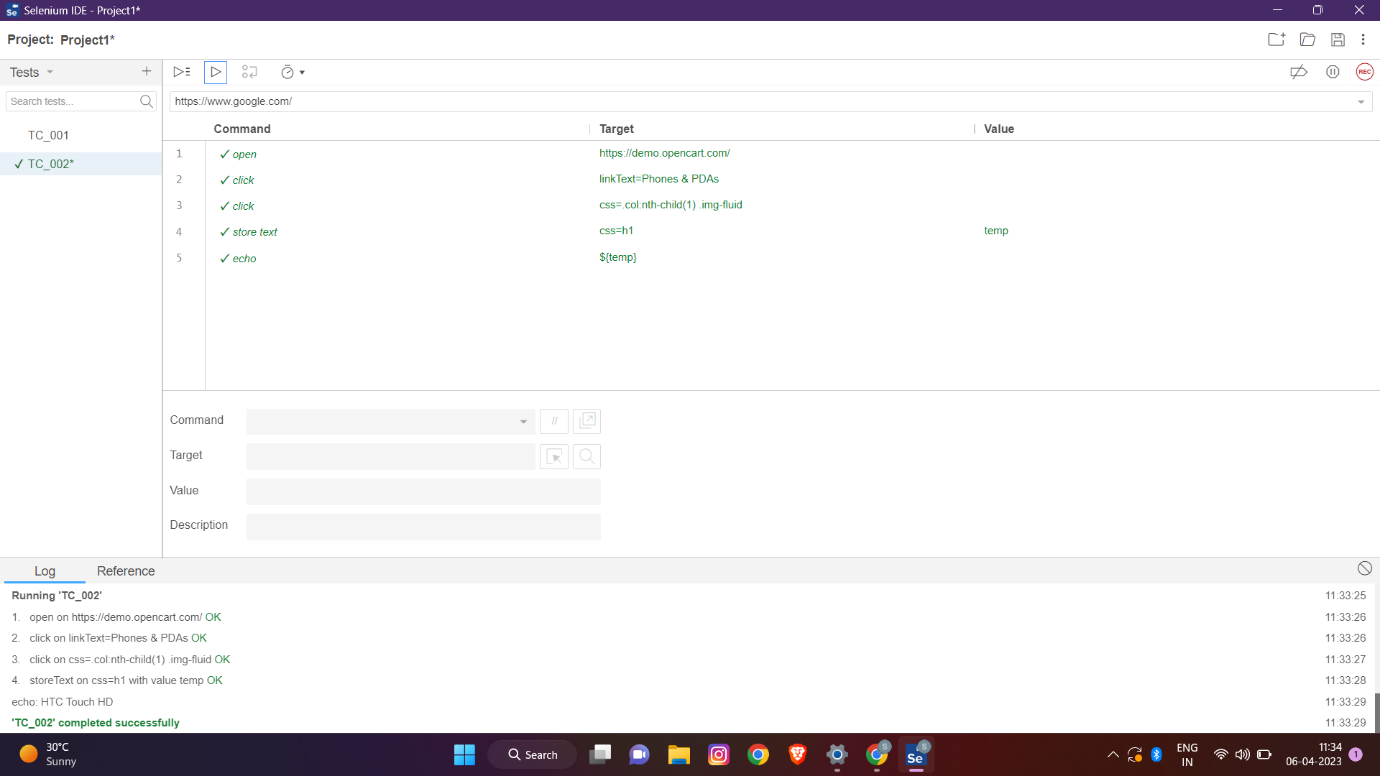 Selenium IDE - Project1*
Project: Project1*
Tests
REC
Search tests...
https://www.google.com/
Command Target Value
TC_001
✓ TC_002*
1 ✓ open https://demo.opencart.com/
2 ✓ click linkText=Phones & PDAs
3 ✓ click css=.col:nth-child(1) .img-fluid
4 ✓ store text css=h1 temp
5 ✓ echo ${temp}
Command //
Target
Value
Description
Log Reference
Running 'TC_002' 11:33:25
1. open on https://demo.opencart.com/ OK 11:33:26
2. click on linkText=Phones & PDAs OK 11:33:26
3. click on css=.col:nth-child(1) .img-fluid OK 11:33:27
4. storeText on css=h1 with value temp OK 11:33:28
echo: HTC Touch HD 11:33:29
'TC_002' completed successfully 11:33:29
30°C
Sunny
Search
S
Se S
ENG
IN
11:34
06-04-2023
1